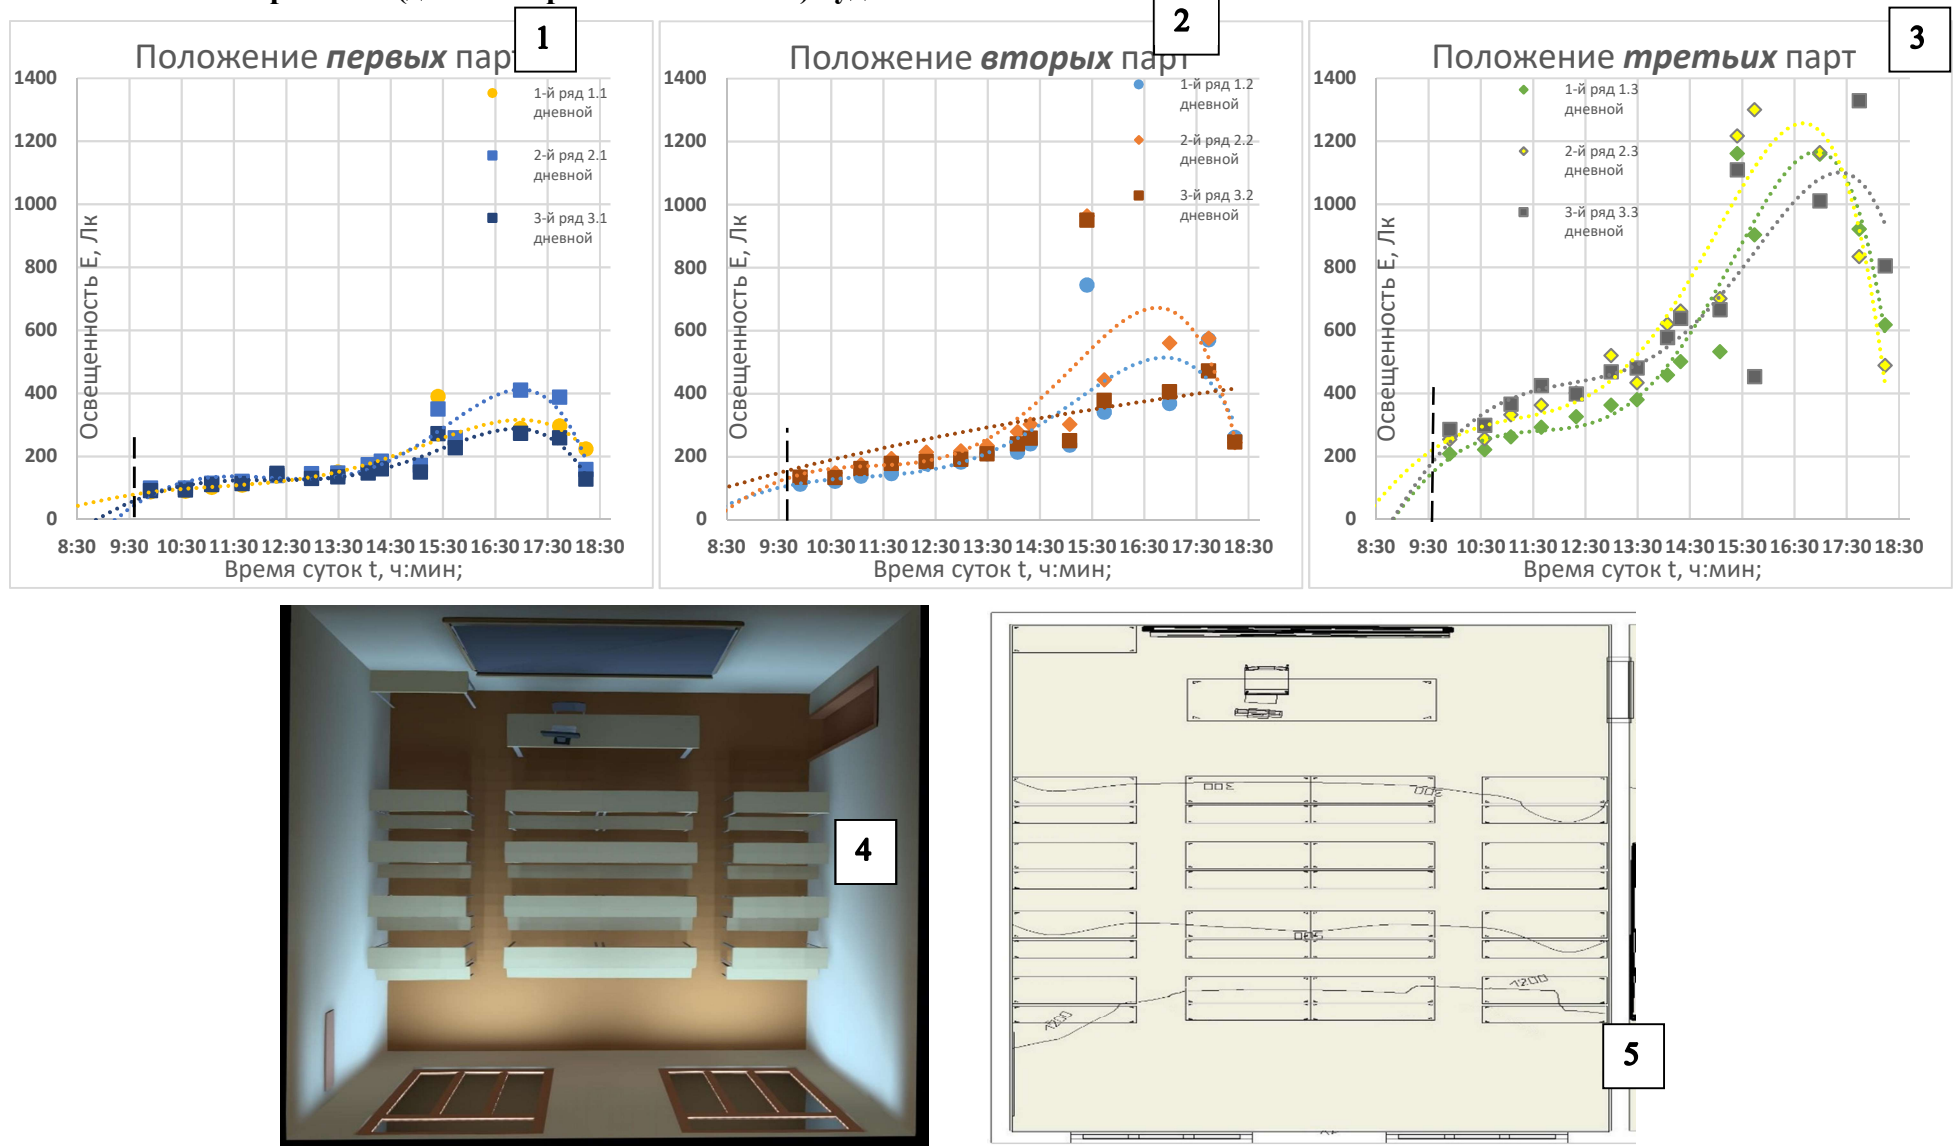 1
Положение первых парт
1400
1200
1000
800
600
400
200
0
Освещенность E, Лк
1-й ряд 1.1
дневной
2-й ряд 2.1
дневной
3-й ряд 3.1
дневной
8:30 9:30 10:30 11:30 12:30 13:30 14:30 15:30 16:30 17:30 18:30
Время суток t, ч:мин;
2
Положение вторых парт
1400
1200
1000
800
600
400
200
0
Освещенность E, Лк
1-й ряд 1.2
дневной
2-й ряд 2.2
дневной
3-й ряд 3.2
дневной
8:30 9:30 10:30 11:30 12:30 13:30 14:30 15:30 16:30 17:30 18:30
Время суток t, ч:мин;
3
Положение третьих парт
1400
1200
1000
800
600
400
200
0
Освещенность E, Лк
1-й ряд 1.3
дневной
2-й ряд 2.3
дневной
3-й ряд 3.3
дневной
8:30 9:30 10:30 11:30 12:30 13:30 14:30 15:30 16:30 17:30 18:30
Время суток t, ч:мин;
4
300
200
500
1200
1200
5